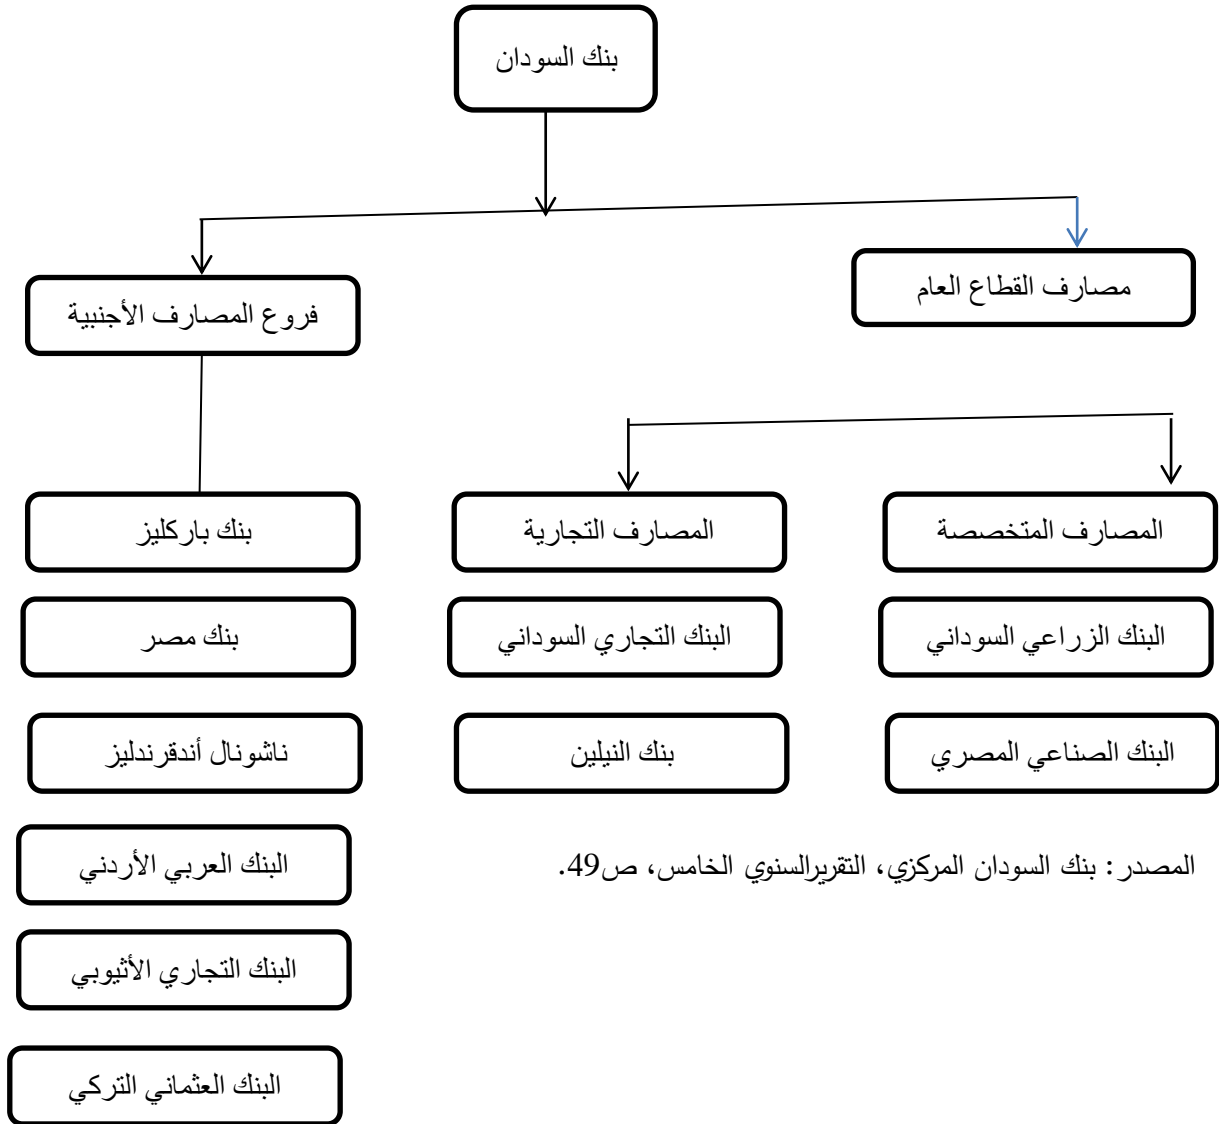 بنك السودان
مصارف القطاع العام
فروع المصارف الأجنبية
المصارف المتخصصة
المصارف التجارية
بنك باركليز
البنك الزراعي السوداني
البنك التجاري السوداني
بنك مصر
البنك الصناعي المصري
بنك النيلين
ناشونال أندقرندليز
البنك العربي الأردني
المصدر: بنك السودان المركزي، التقريرالسنوي الخامس، ص49.
البنك التجاري الأثيوبي
البنك العثماني التركي